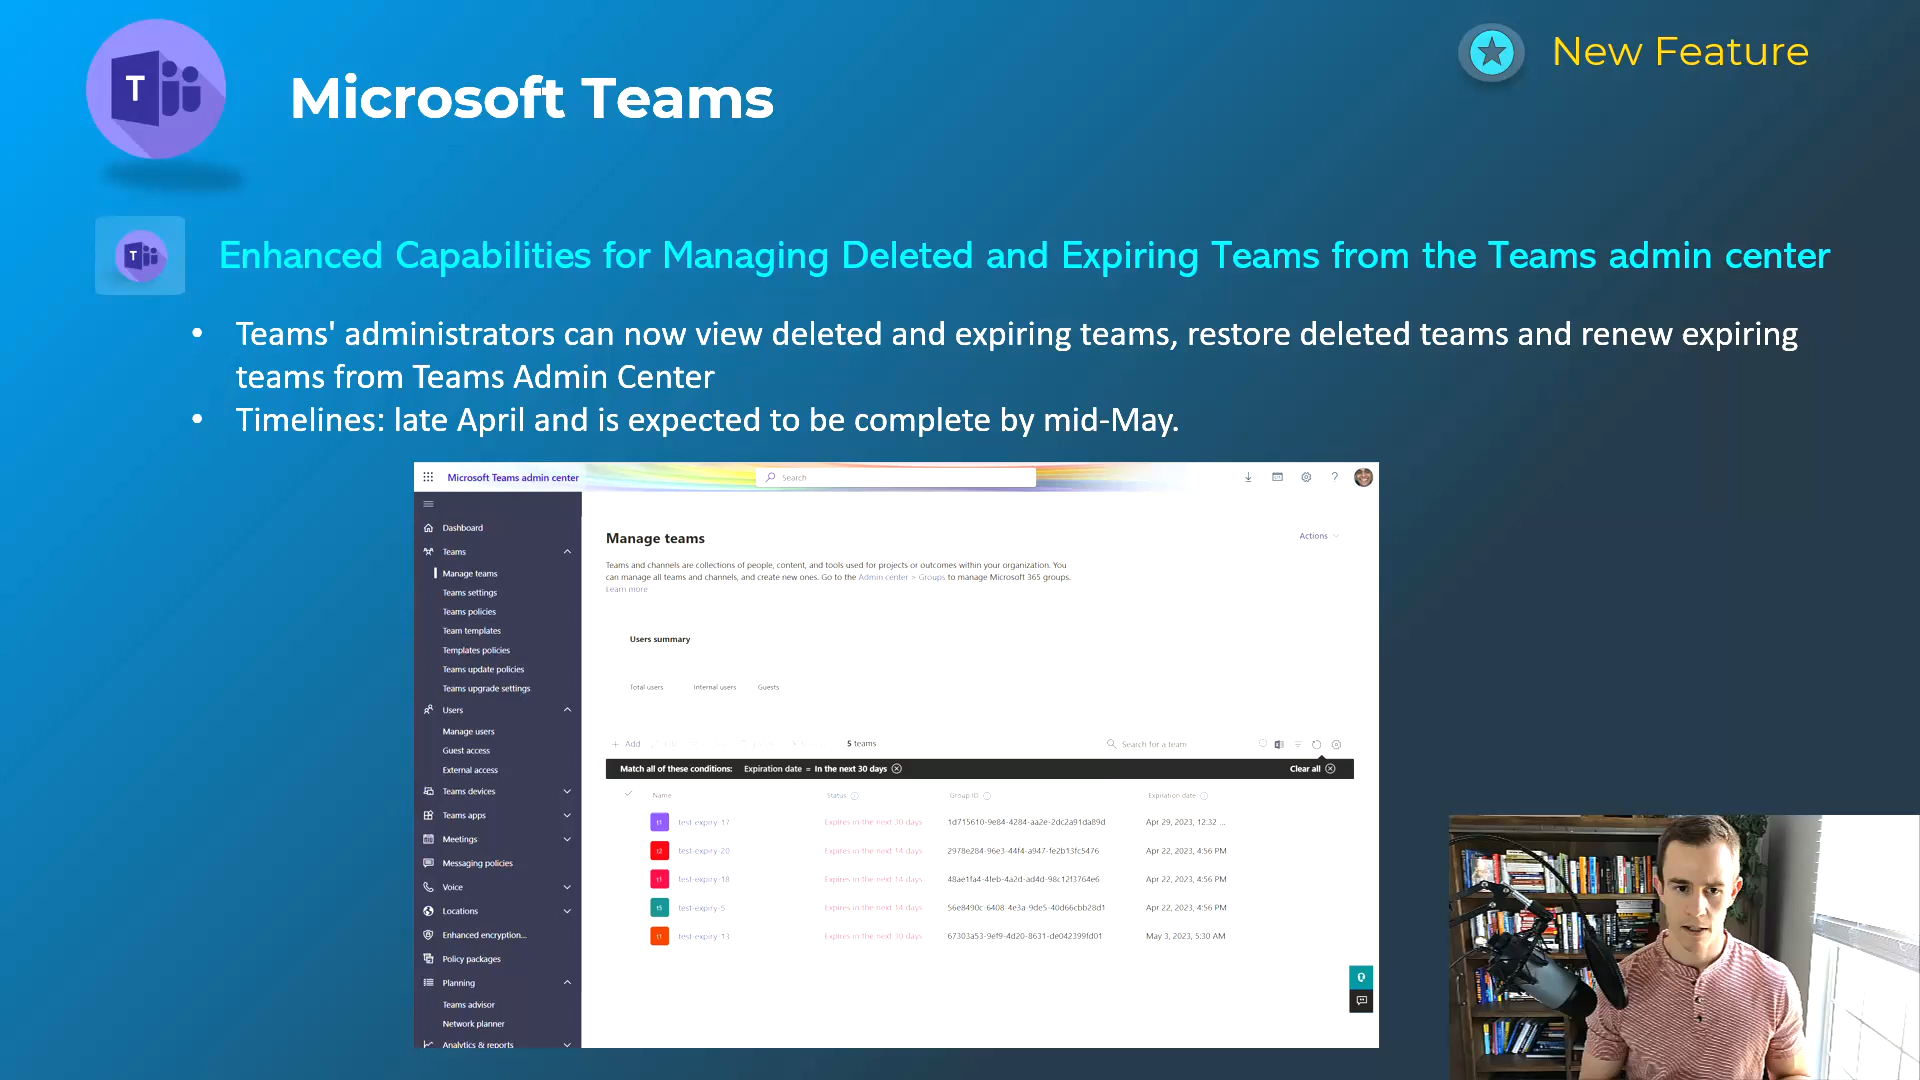 T
Microsoft Teams
New Feature
T
Enhanced Capabilities for Managing Deleted and Expiring Teams from the Teams admin center
• Teams' administrators can now view deleted and expiring teams, restore deleted teams and renew expiring
teams from Teams Admin Center
• Timelines: late April and is expected to be complete by mid-May.
Microsoft Teams admin center
Search
?
Dashboard
Teams
Manage teams
Teams settings
Teams policies
Team templates
Templates policies
Teams update policies
Teams upgrade settings
Users
Manage users
Guest access
External access
Teams devices
Teams apps
Meetings
Messaging policies
Voice
Locations
Enhanced encryption...
Policy packages
Planning
Teams advisor
Network planner
Analytics & reports
Manage teams
Actions
Teams and channels are collections of people, content, and tools used for projects or outcomes within your organization. You
can manage all teams and channels, and create new ones. Go to the Admin center > Groups to manage Microsoft 365 groups.
Learn more
Users summary
Total users Internal users Guests
+ Add 5 teams Search for a team
Match all of these conditions: Expiration date = In the next 30 days Clear all
Name Status Group ID Expiration date
t1 test-expiry-17 Expires in the next 30 days 1d715610-9e84-4284-aa2e-2dc2a91da89d Apr 29, 2023, 12:32 ...
t2 test-expiry-20 Expires in the next 14 days 2978e284-96e3-44f4-a947-fe2b13fc5476 Apr 22, 2023, 4:56 PM
t1 test-expiry-18 Expires in the next 14 days 48ae1fa4-4feb-4a2d-ad4d-98c12f3764e6 Apr 22, 2023, 4:56 PM
t5 test-expiry-5 Expires in the next 14 days 56e8490c-6408-4e3a-9de5-40d66cbb28d1 Apr 22, 2023, 4:56 PM
t1 test-expiry-13 Expires in the next 30 days 67303a53-9ef9-4d20-8631-de042399fd01 May 3, 2023, 5:30 AM